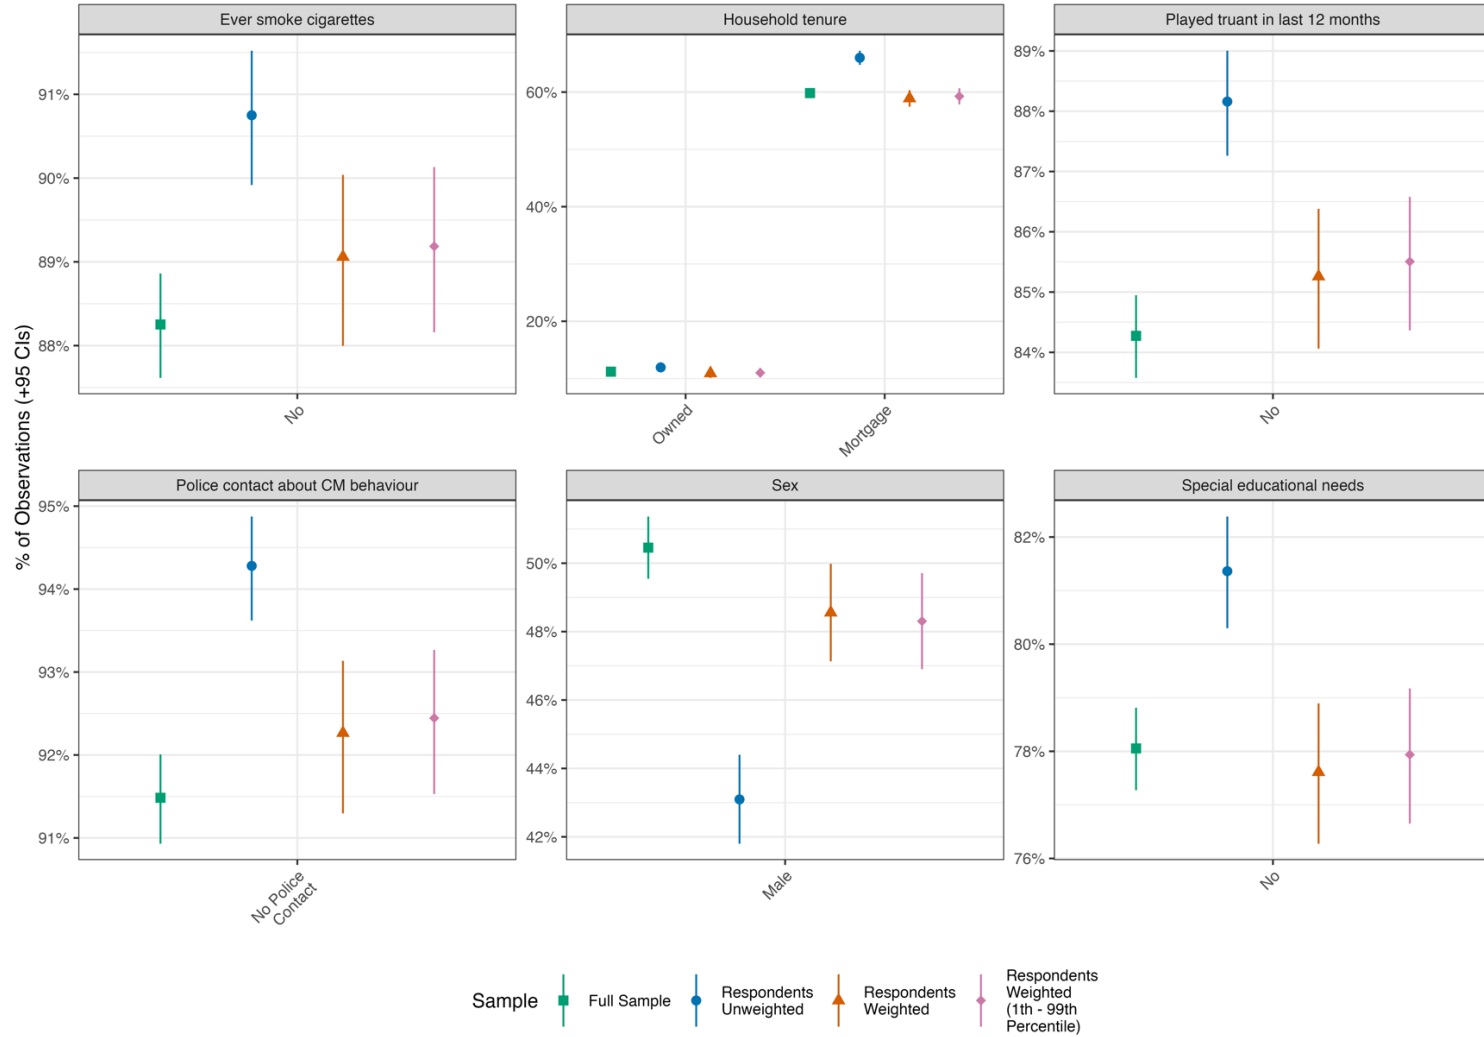 Ever smoke cigarettes
Household tenure
Played truant in last 12 months
% of Observations (+95 CIs)
91%
90%
89%
88%
No
60%
40%
20%
Owned
Mortgage
89%
88%
87%
86%
85%
84%
No
Police contact about CM behaviour
Sex
Special educational needs
95%
94%
93%
92%
91%
No Police
Contact
50%
48%
46%
44%
42%
Male
82%
80%
78%
76%
No
Sample
Full Sample
Respondents
Unweighted
Respondents
Weighted
Respondents
Weighted
(1th - 99th
Percentile)